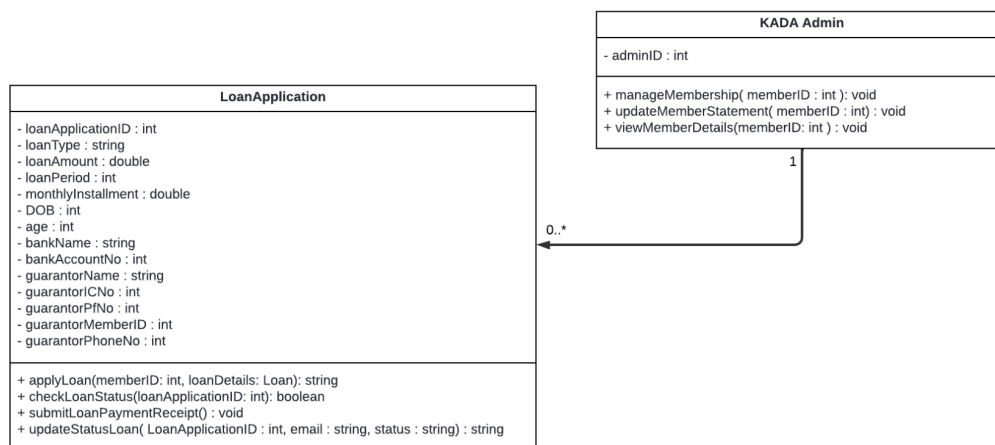 KADA Admin
- adminID : int
+ manageMembership( memberID : int ): void
+ updateMemberStatement( memberID : int) : void
+ viewMemberDetails(memberID: int ) : void
1
0..*
LoanApplication
- loanApplicationID : int
- loanType : string
- loanAmount : double
- loanPeriod : int
- monthlyInstallment : double
- DOB : int
- age : int
- bankName : string
- bankAccountNo : int
- guarantorName : string
- guarantorICNo : int
- guarantorPfNo : int
- guarantorMemberID : int
- guarantorPhoneNo : int
+ applyLoan(memberID: int, loanDetails: Loan): string
+ checkLoanStatus(loanApplicationID: int): boolean
+ submitLoanPaymentReceipt() : void
+ updateStatusLoan( LoanApplicationID : int, email : string, status : string) : string